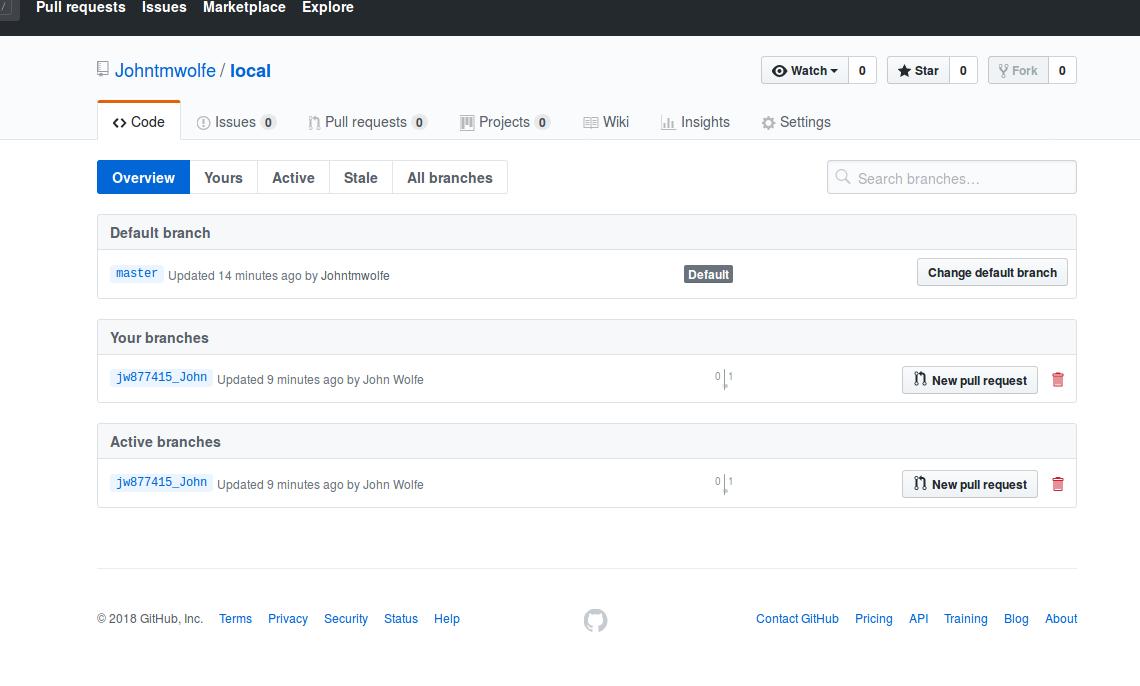 Pull requests Issues Marketplace Explore
Johntmwolfe / local Watch 0 Star 0 Fork 0
Code Issues 0 Pull requests 0 Projects 0 Wiki Insights Settings
Overview Yours Active Stale All branches Search branches...
Default branch
master Updated 14 minutes ago by Johntmwolfe Default Change default branch
Your branches
jw877415_John Updated 9 minutes ago by John Wolfe 0 1 New pull request
Active branches
jw877415_John Updated 9 minutes ago by John Wolfe 0 1 New pull request
© 2018 GitHub, Inc. Terms Privacy Security Status Help Contact GitHub Pricing API Training Blog About